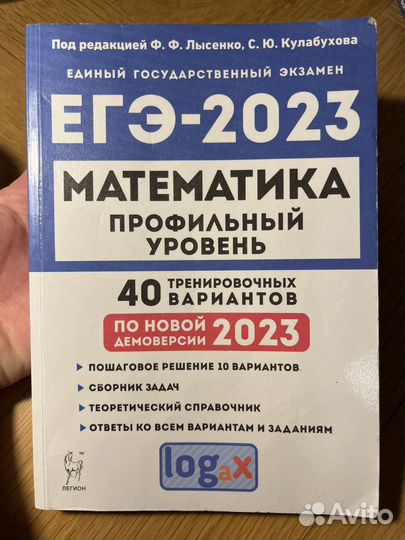 Под редакцией Ф. Ф. Лысенко, С. Ю. Кулабухова
ЕДИНЫЙ ГОСУДАРСТВЕННЫЙ ЭКЗАМЕН
ЕГЭ-2023
МАТЕМАТИКА
ПРОФИЛЬНЫЙ
УРОВЕНЬ
40 ТРЕНИРОВОЧНЫХ
ВАРИАНТОВ
ПО НОВОЙ
ДЕМОВЕРСИИ 2023
ПОШАГОВОЕ РЕШЕНИЕ 10 ВАРИАНТОВ
СБОРНИК ЗАДАЧ
ТЕОРЕТИЧЕСКИЙ СПРАВОЧНИК
ОТВЕТЫ КО ВСЕМ ВАРИАНТАМ И ЗАДАНИЯМ
logax
TM
ЛЕГИОН
Avito